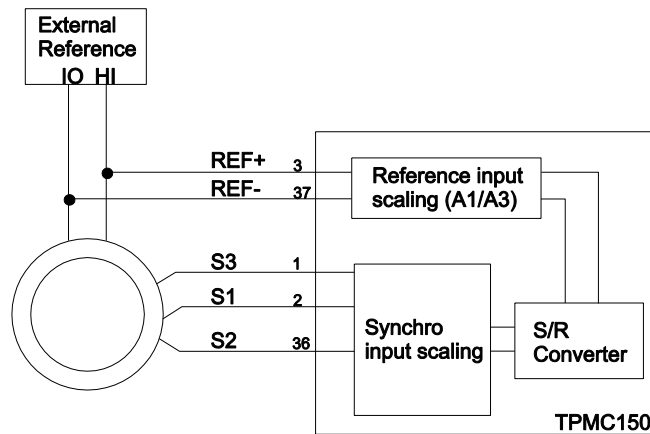 External
Reference
IO HI
REF+ 3
REF- 37
Reference input
scaling (A1/A3)
S3 1
S1 2
S2 36
Synchro
input scaling
S/R
Converter
TPMC150